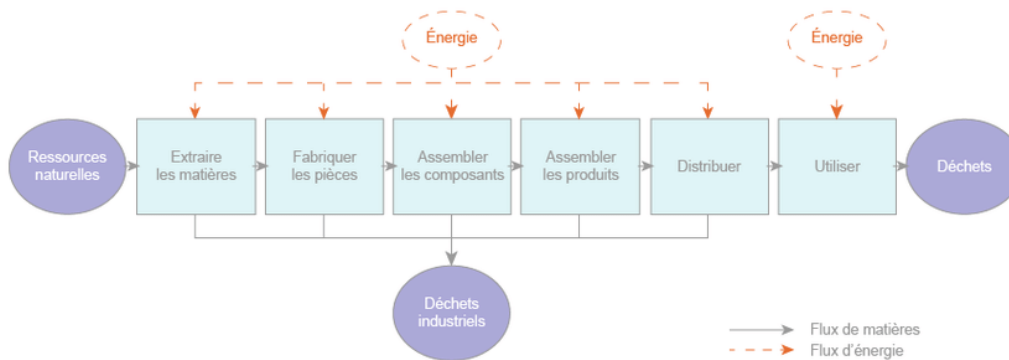 Énergie
Énergie
Ressources
naturelles
Extraire
les matières
Fabriquer
les pièces
Assembler
les composants
Assembler
les produits
Distribuer
Utiliser
Déchets
Déchets
industriels
Flux de matières
Flux d'énergie